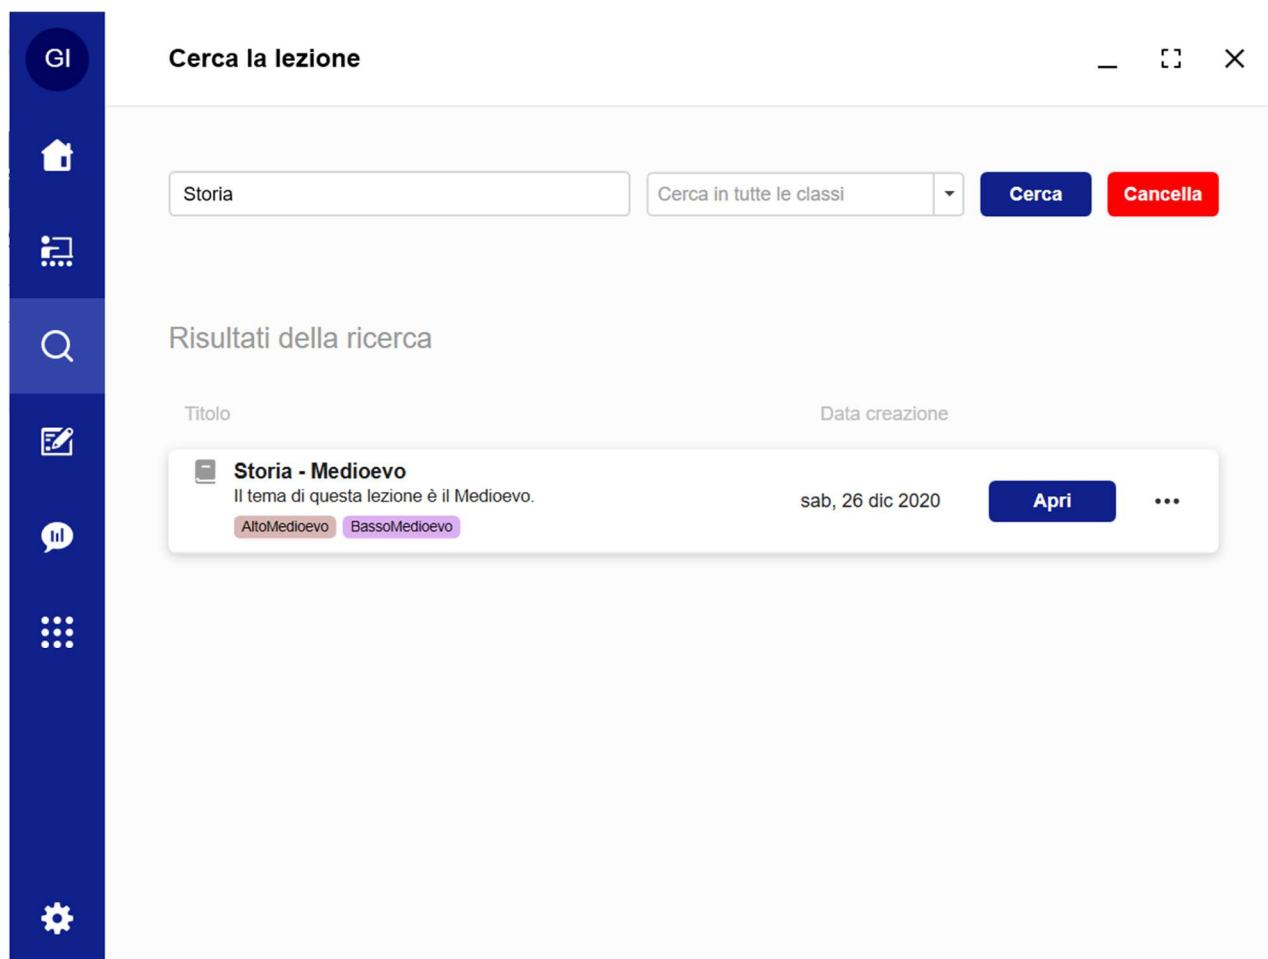 GI
Cerca la lezione
Storia
Cerca in tutte le classi
Cerca
Cancella
Risultati della ricerca
Titolo
Data creazione
Storia - Medioevo
Il tema di questa lezione è il Medioevo.
AltoMedioevo BassoMedioevo
sab, 26 dic 2020
Apri